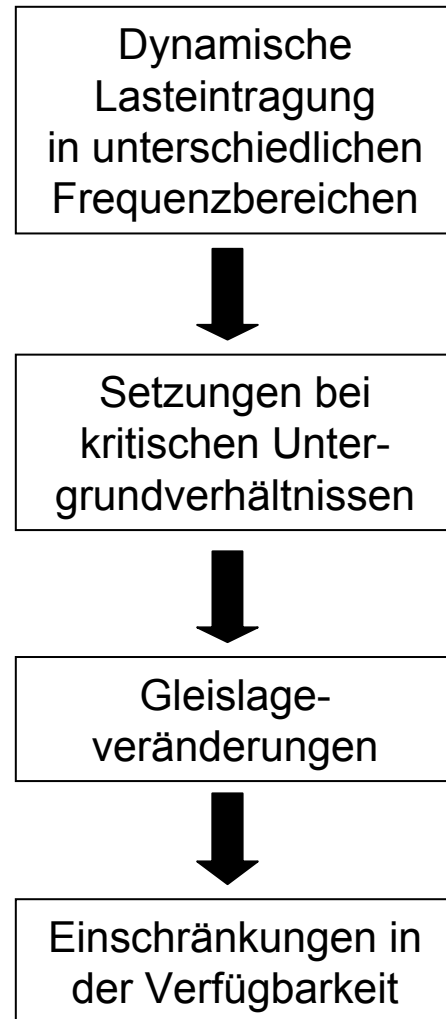 Dynamische
Lasteintragung
in unterschiedlichen
Frequenzbereichen
Setzungen bei
kritischen Unter-
grundverhältnissen
Gleislage-
veränderungen
Einschränkungen in
der Verfügbarkeit